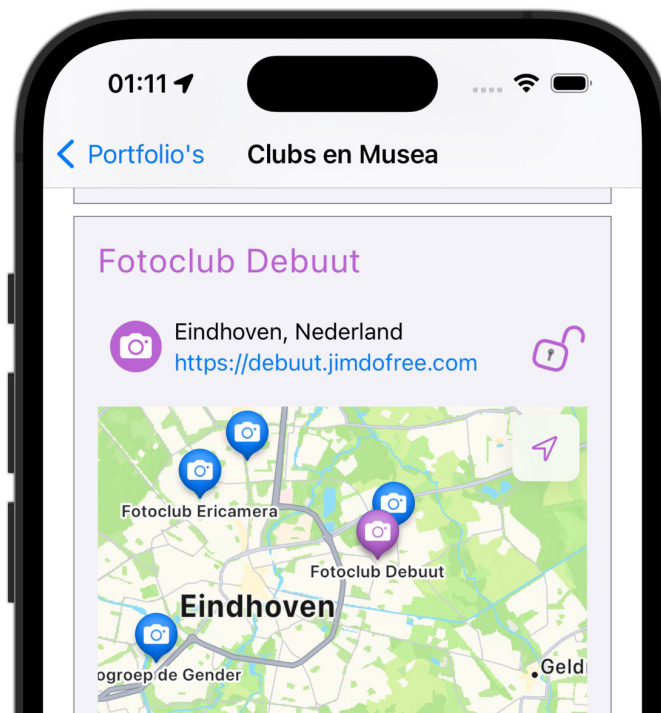 01:11
Portfolio's Clubs en Musea
Fotoclub Debuut
Eindhoven, Nederland
https://debuut.jimdofree.com
Fotoclub Ericamera
Fotoclub Debuut
Eindhoven
ogroep de Gender
Geld